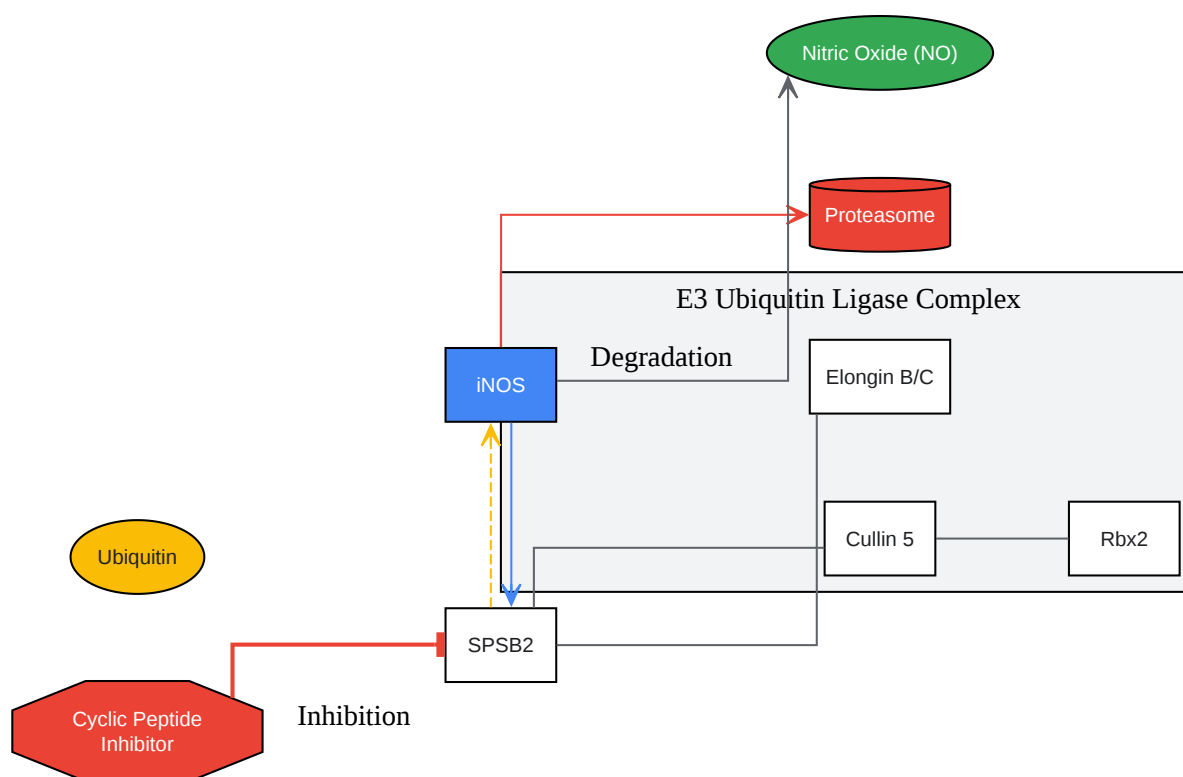 Nitric Oxide (NO)
Proteasome
E3 Ubiquitin Ligase Complex
Degradation
iNOS
Elongin B/C
Cullin 5
Rbx2
Ubiquitin
SPSB2
Inhibition
Cyclic Peptide
Inhibitor